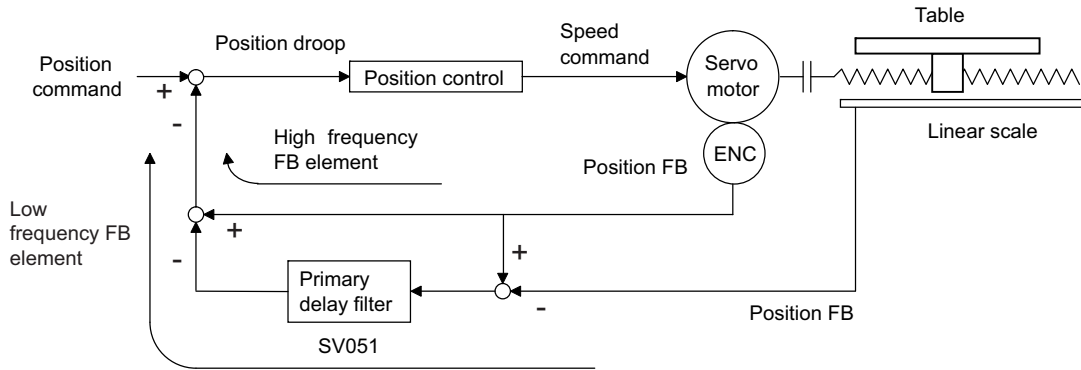 Table
Position droop
Speed
command
Position
command
Position control
Servo
motor
+
-
High frequency
FB element
Linear scale
Position FB
ENC
Low
frequency FB
element
+
+
-
Primary
delay filter
-
Position FB
SV051